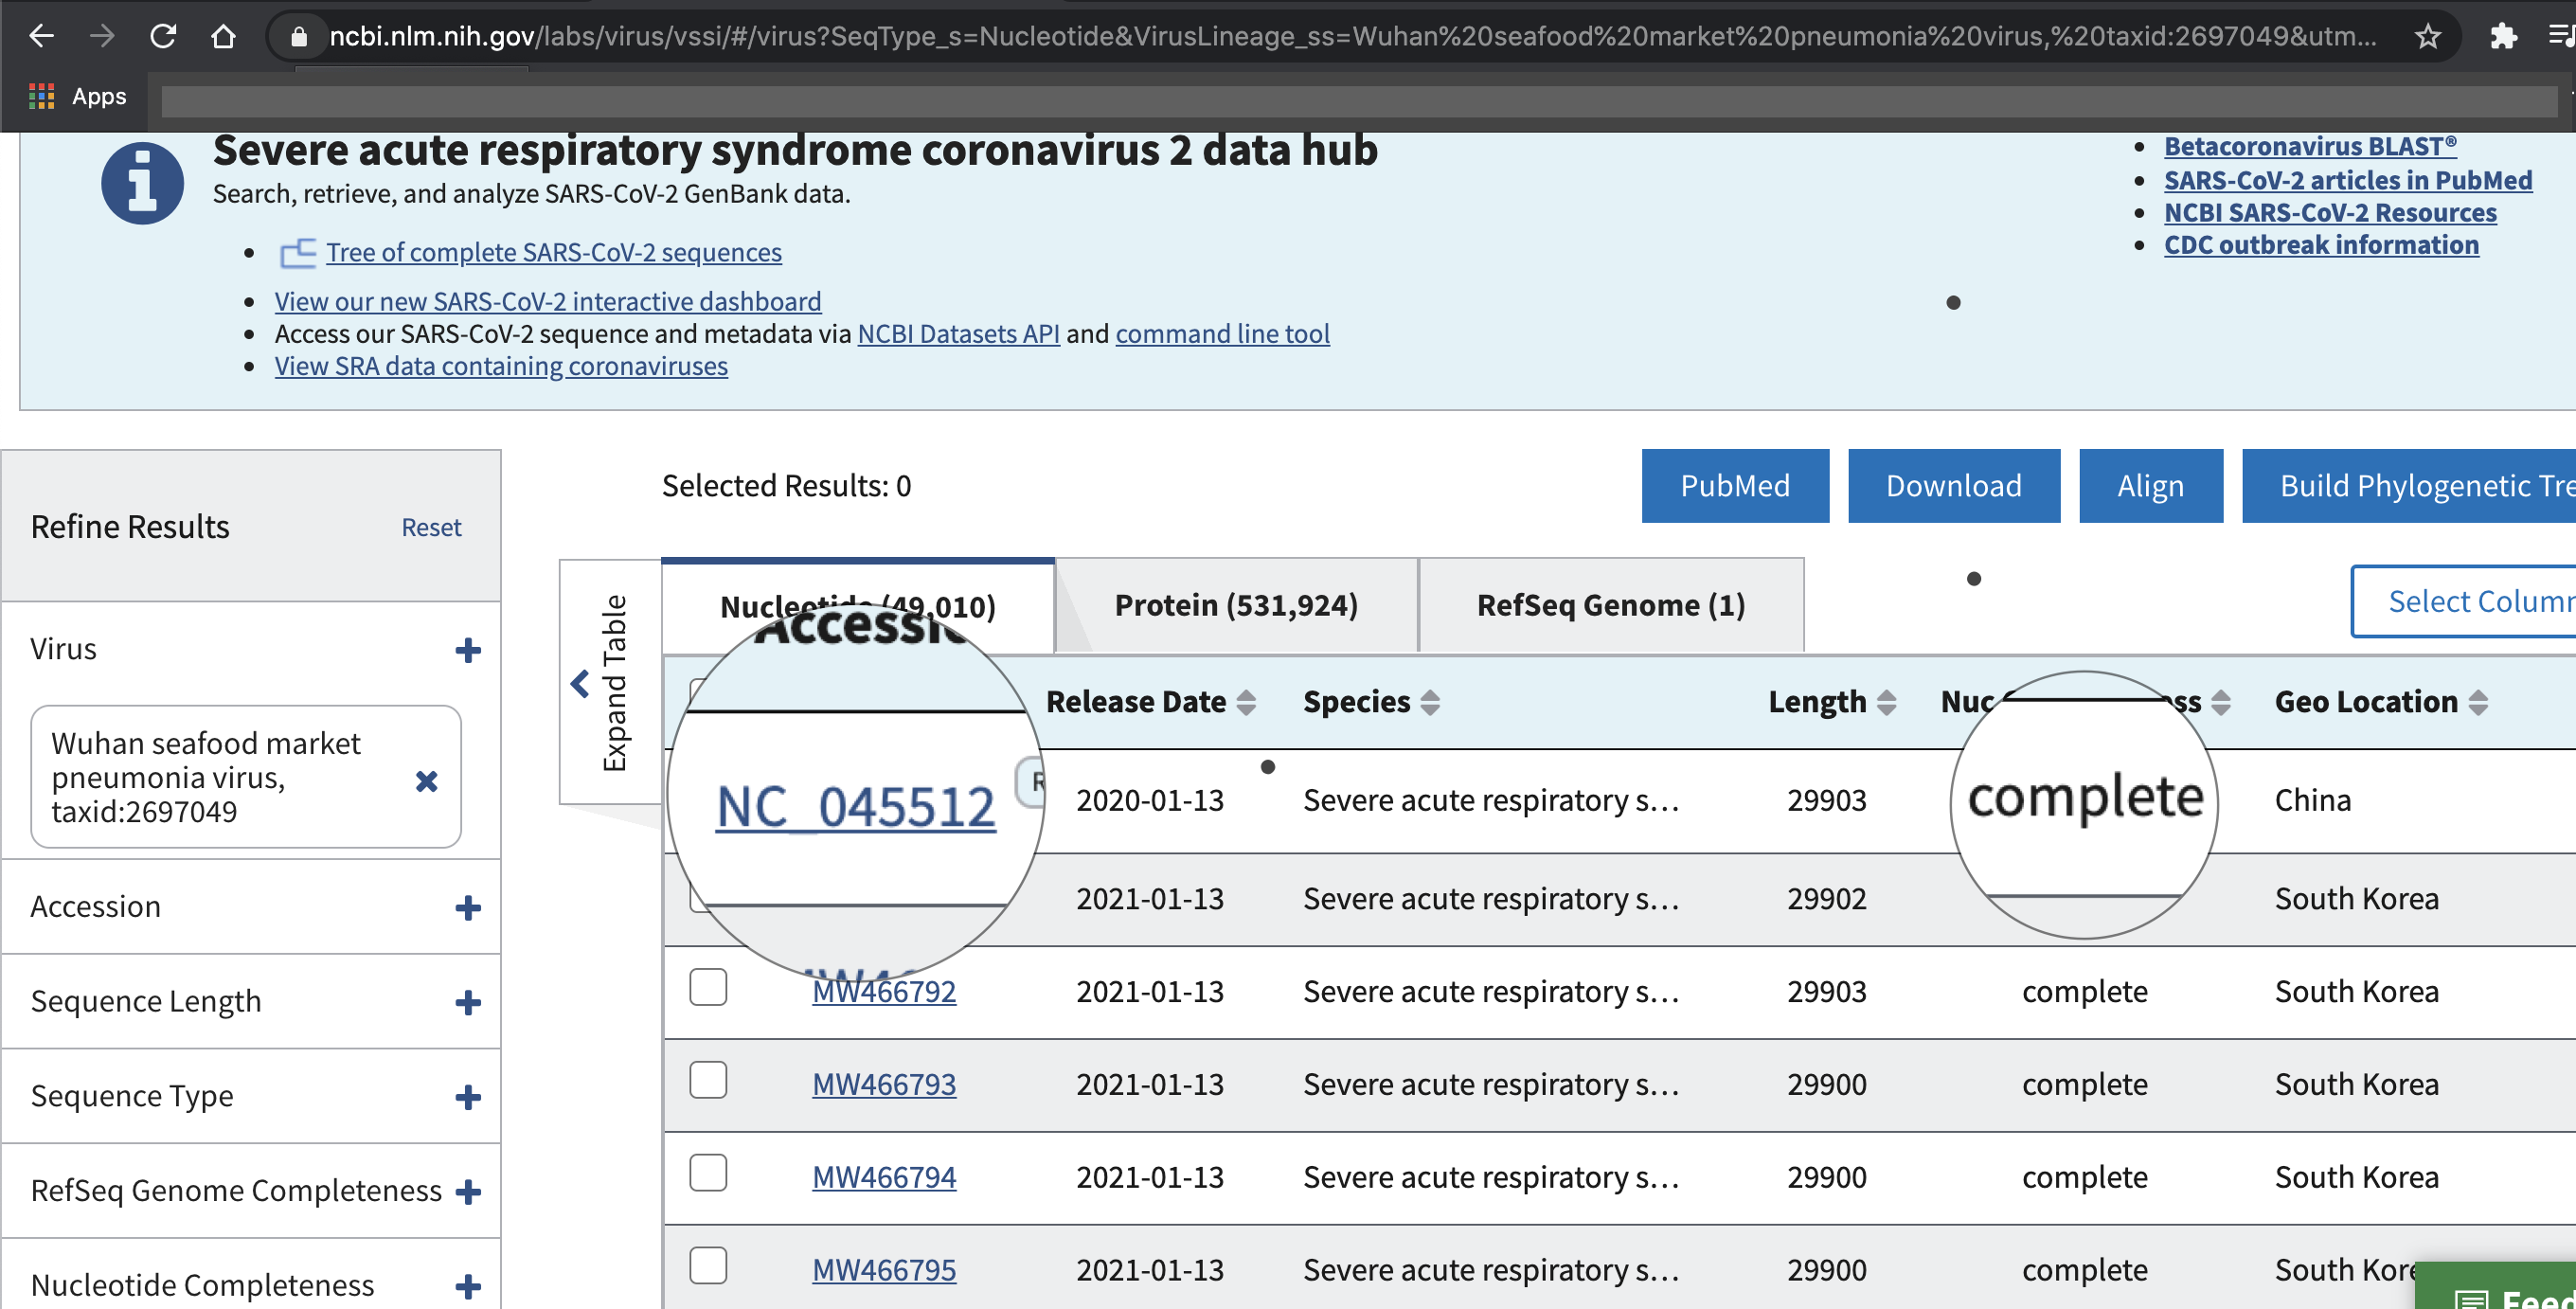 ncbi.nlm.nih.gov/labs/virus/vssi/#/virus?SeqType_s=Nucleotide&VirusLineage_ss=Wuhan%20seafood%20market%20pneumonia%20virus,%20taxid:2697049&utm...
Apps
Severe acute respiratory syndrome coronavirus 2 data hub
Search, retrieve, and analyze SARS-CoV-2 GenBank data.
Tree of complete SARS-CoV-2 sequences
View our new SARS-CoV-2 interactive dashboard
Access our SARS-CoV-2 sequence and metadata via NCBI Datasets API and command line tool
View SRA data containing coronaviruses
Betacoronavirus BLAST®
SARS-CoV-2 articles in PubMed
NCBI SARS-CoV-2 Resources
CDC outbreak information
Refine Results Reset
Virus
Wuhan seafood market
pneumonia virus,
taxid:2697049
Accession
Sequence Length
Sequence Type
RefSeq Genome Completeness
Nucleotide Completeness
Selected Results: 0
PubMed Download Align Build Phylogenetic Tre
Expand Table
Nucleotide (49,010) Protein (531,924) RefSeq Genome (1)
Select Colum
Accessi Release Date Species Length Nuc ss Geo Location
NC_045512 R 2020-01-13 Severe acute respiratory s... 29903 complete China
2021-01-13 Severe acute respiratory s... 29902 South Korea
MW466792 2021-01-13 Severe acute respiratory s... 29903 complete South Korea
MW466793 2021-01-13 Severe acute respiratory s... 29900 complete South Korea
MW466794 2021-01-13 Severe acute respiratory s... 29900 complete South Korea
MW466795 2021-01-13 Severe acute respiratory s... 29900 complete South Kore
Feed